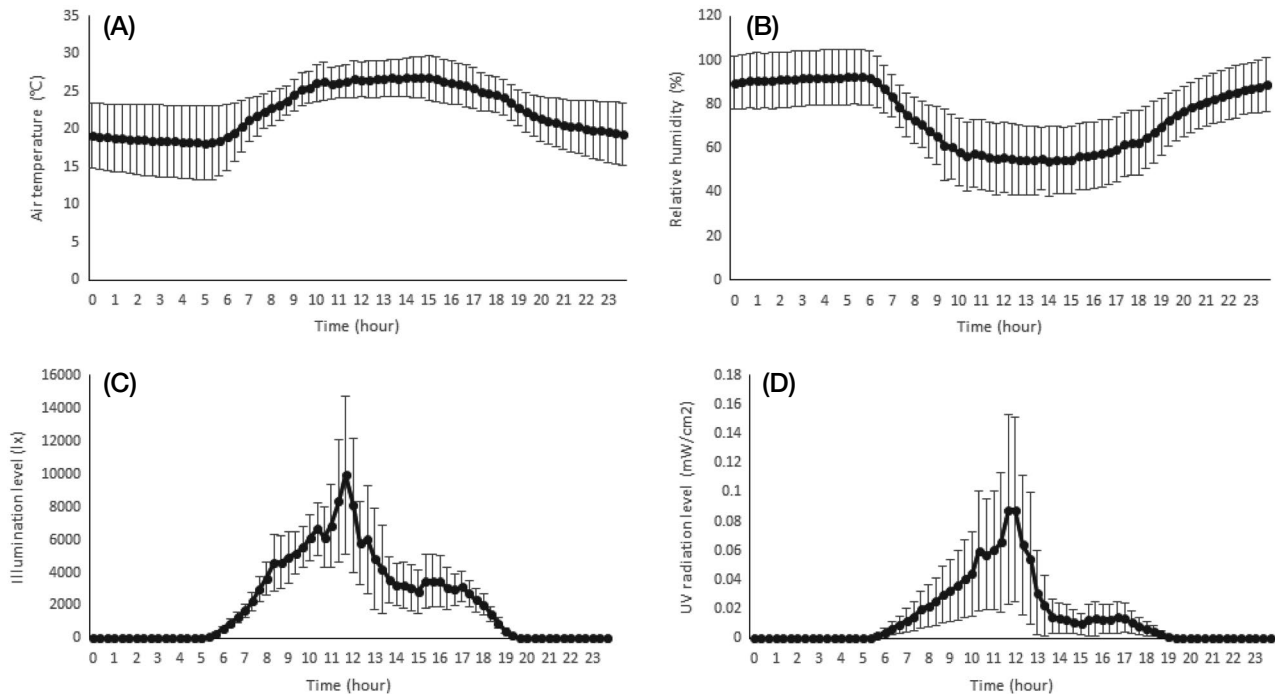 (A)
35
30
25
20
15
10
5
0
Air temperature (℃)
0 1 2 3 4 5 6 7 8 9 10 11 12 13 14 15 16 17 18 19 20 21 22 23
Time (hour)
(B)
120
100
80
60
40
20
0
Relative humidity (%)
0 1 2 3 4 5 6 7 8 9 10 11 12 13 14 15 16 17 18 19 20 21 22 23
Time (hour)
(C)
16000
14000
12000
10000
8000
6000
4000
2000
0
Illumination level (lx)
0 1 2 3 4 5 6 7 8 9 10 11 12 13 14 15 16 17 18 19 20 21 22 23
Time (hour)
(D)
0.18
0.16
0.14
0.12
0.1
0.08
0.06
0.04
0.02
0
UV radiation level (mW/cm2)
0 1 2 3 4 5 6 7 8 9 10 11 12 13 14 15 16 17 18 19 20 21 22 23
Time (hour)